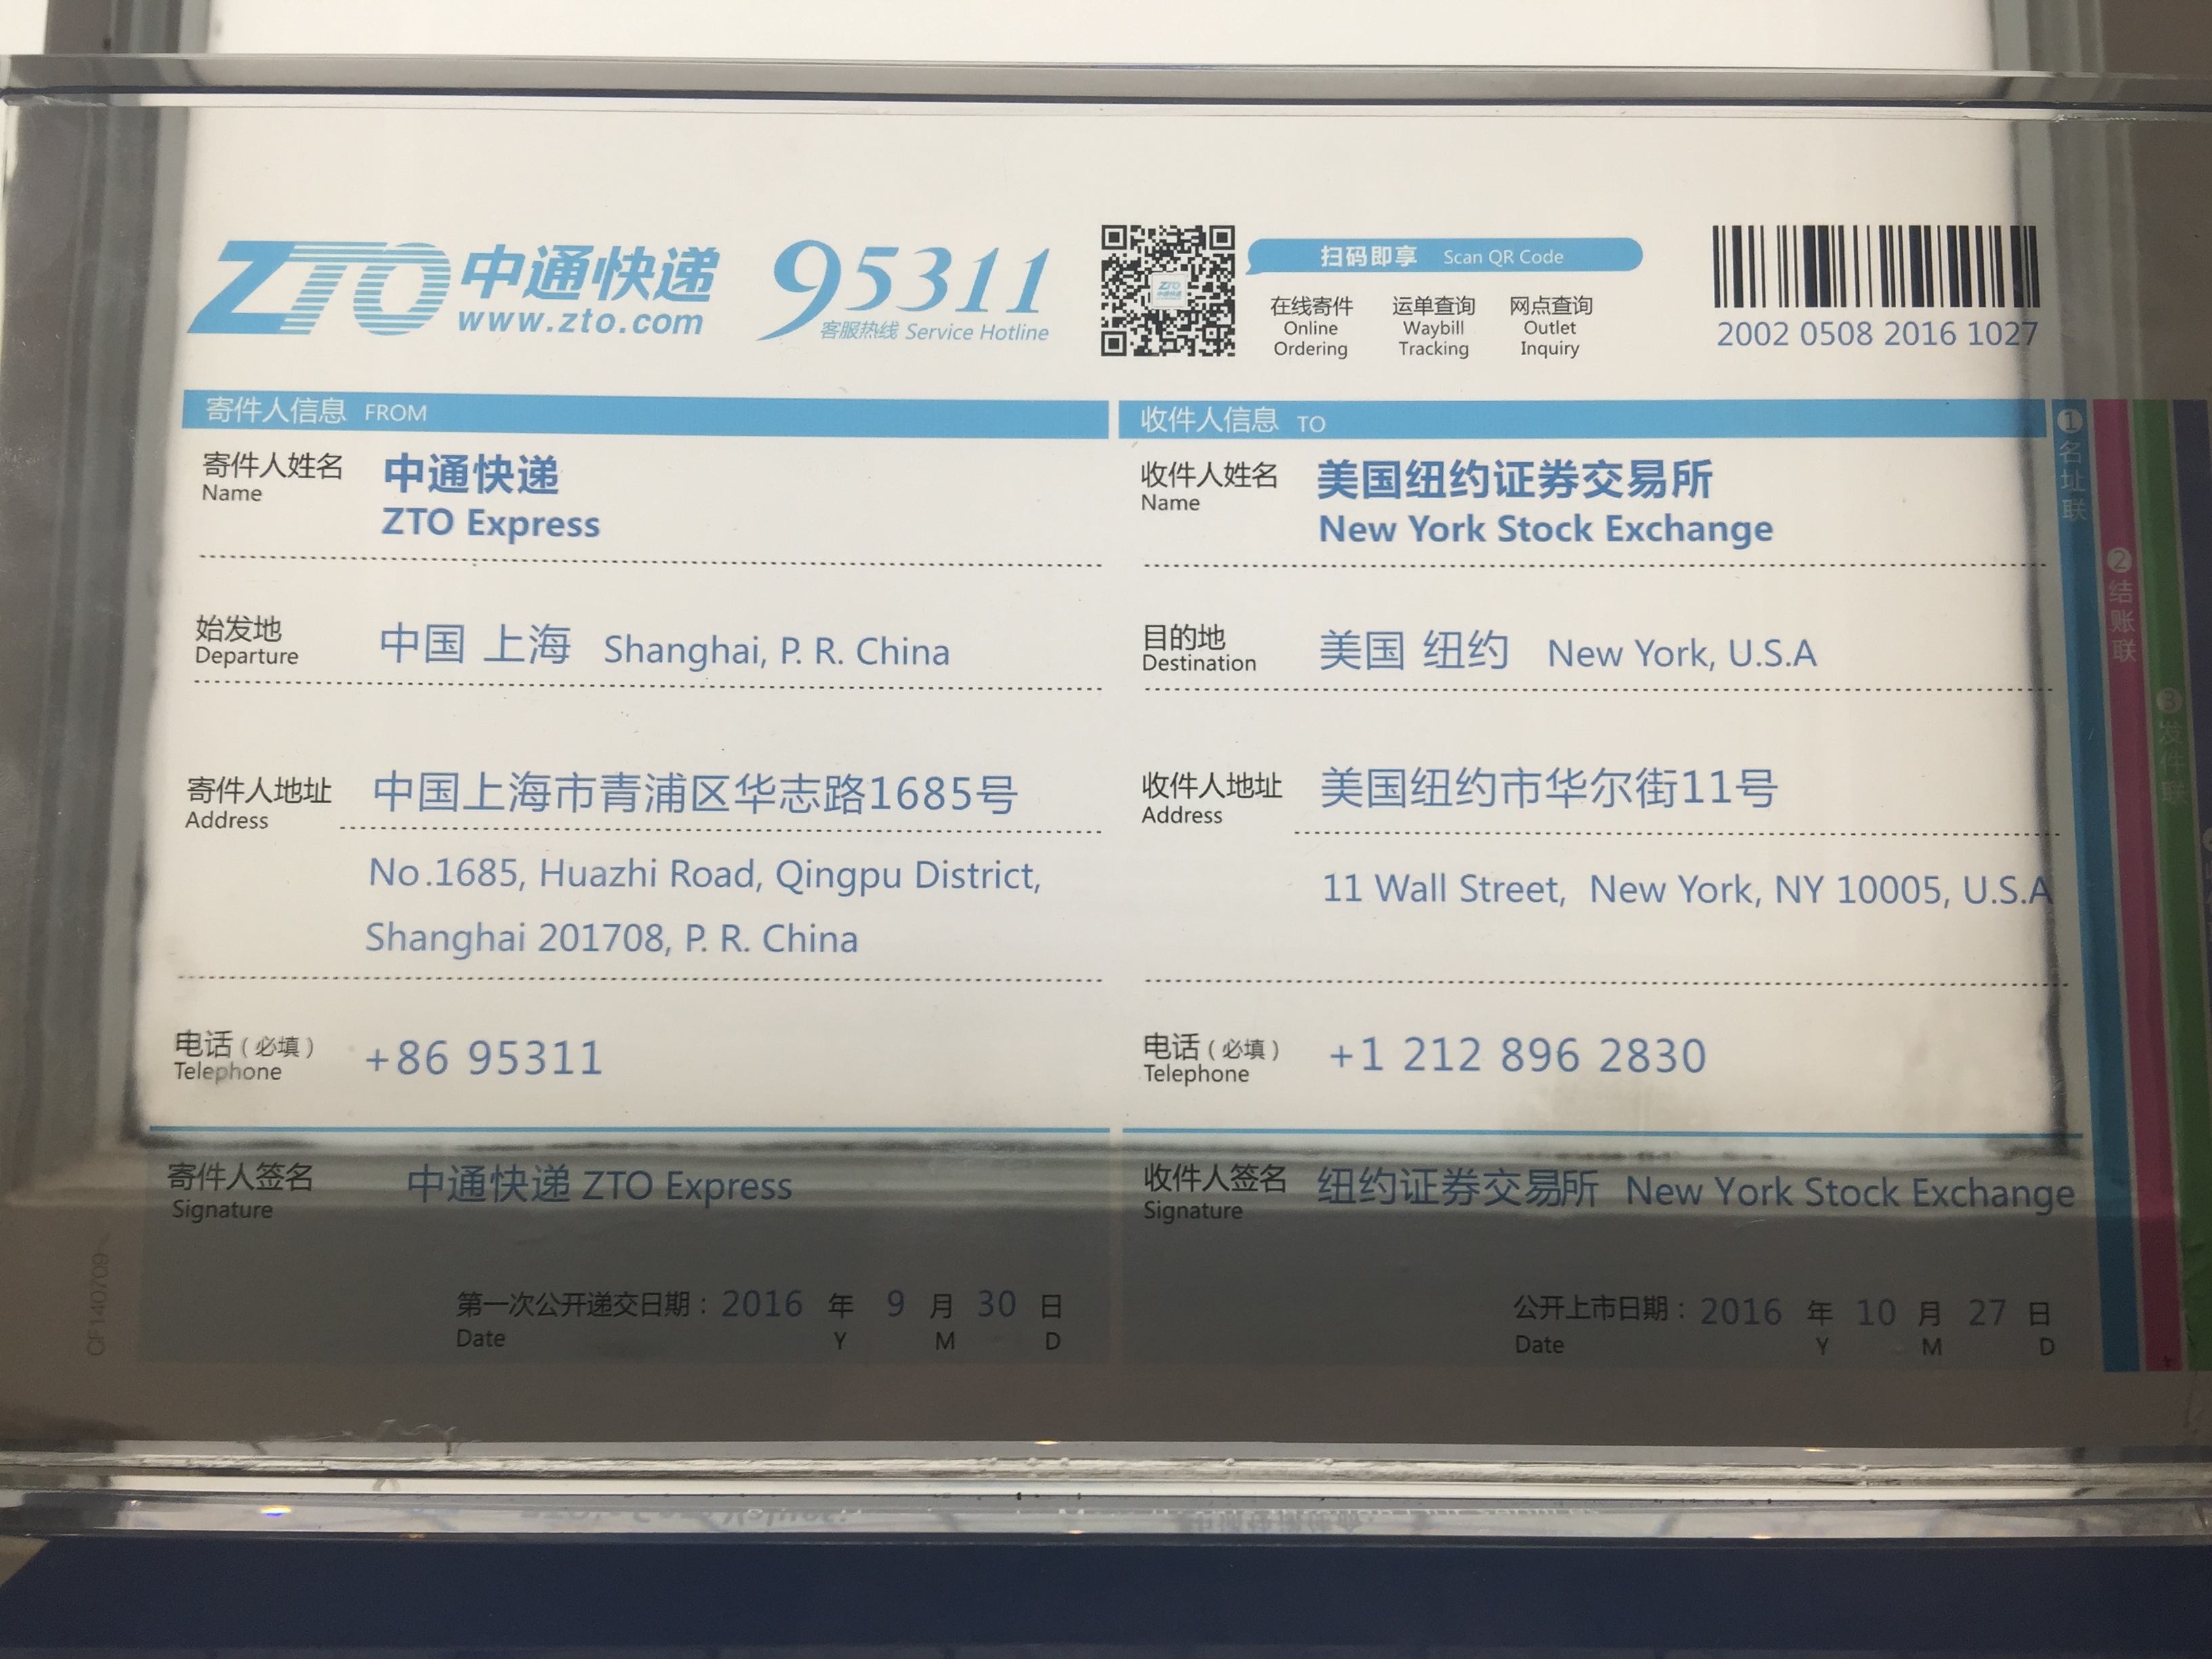 ZTO 中通快递
www.zto.com
95311
客服热线 Service Hotline
扫码即享 Scan QR Code
在线寄件 运单查询 网点查询
Online Waybill Outlet
Ordering Tracking Inquiry
2002 0508 2016 1027
寄件人信息 FROM
寄件人姓名 中通快递
Name ZTO Express
始发地 中国 上海 Shanghai, P. R. China
Departure
寄件人地址 中国上海市青浦区华志路1685号
Address
No.1685, Huazhi Road, Qingpu District,
Shanghai 201708, P. R. China
电话(必填) +86 95311
Telephone
寄件人签名 中通快递 ZTO Express
Signature
第一次公开递交日期: 2016 年 9 月 30 日
Date Y M D
收件人信息 TO
收件人姓名 美国纽约证券交易所
Name New York Stock Exchange
目的地 美国 纽约 New York, U.S.A
Destination
收件人地址 美国纽约市华尔街11号
Address
11 Wall Street, New York, NY 10005, U.S.A
电话(必填) +1 212 896 2830
Telephone
收件人签名 纽约证券交易所 New York Stock Exchange
Signature
公开上市日期: 2016 年 10 月 27 日
Date Y M D
1 名址联
2 结账联
3 发件联
CF140709